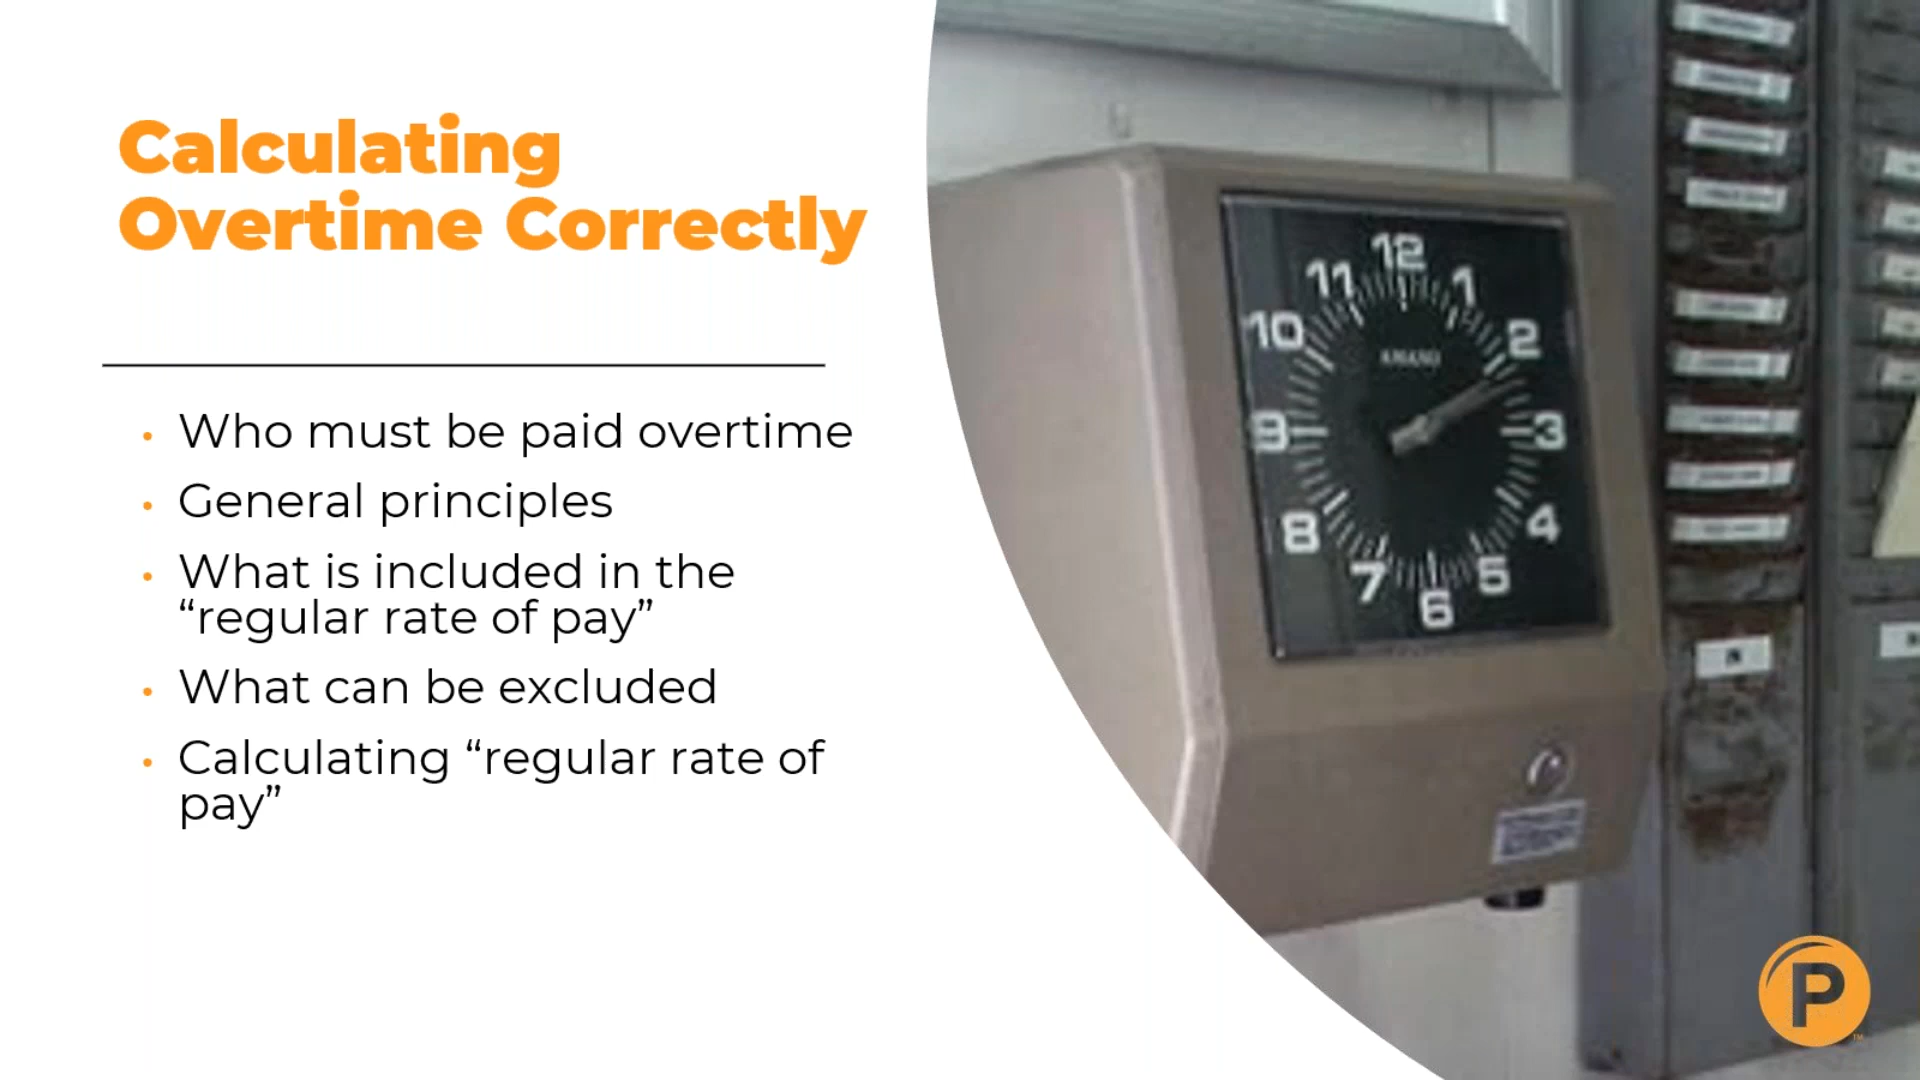 Calculating
Overtime Correctly
• Who must be paid overtime
• General principles
• What is included in the
“regular rate of pay”
• What can be excluded
• Calculating “regular rate of
pay”
12
11
1
10
2
9
3
8
4
7
5
6
AMANO
P
TM